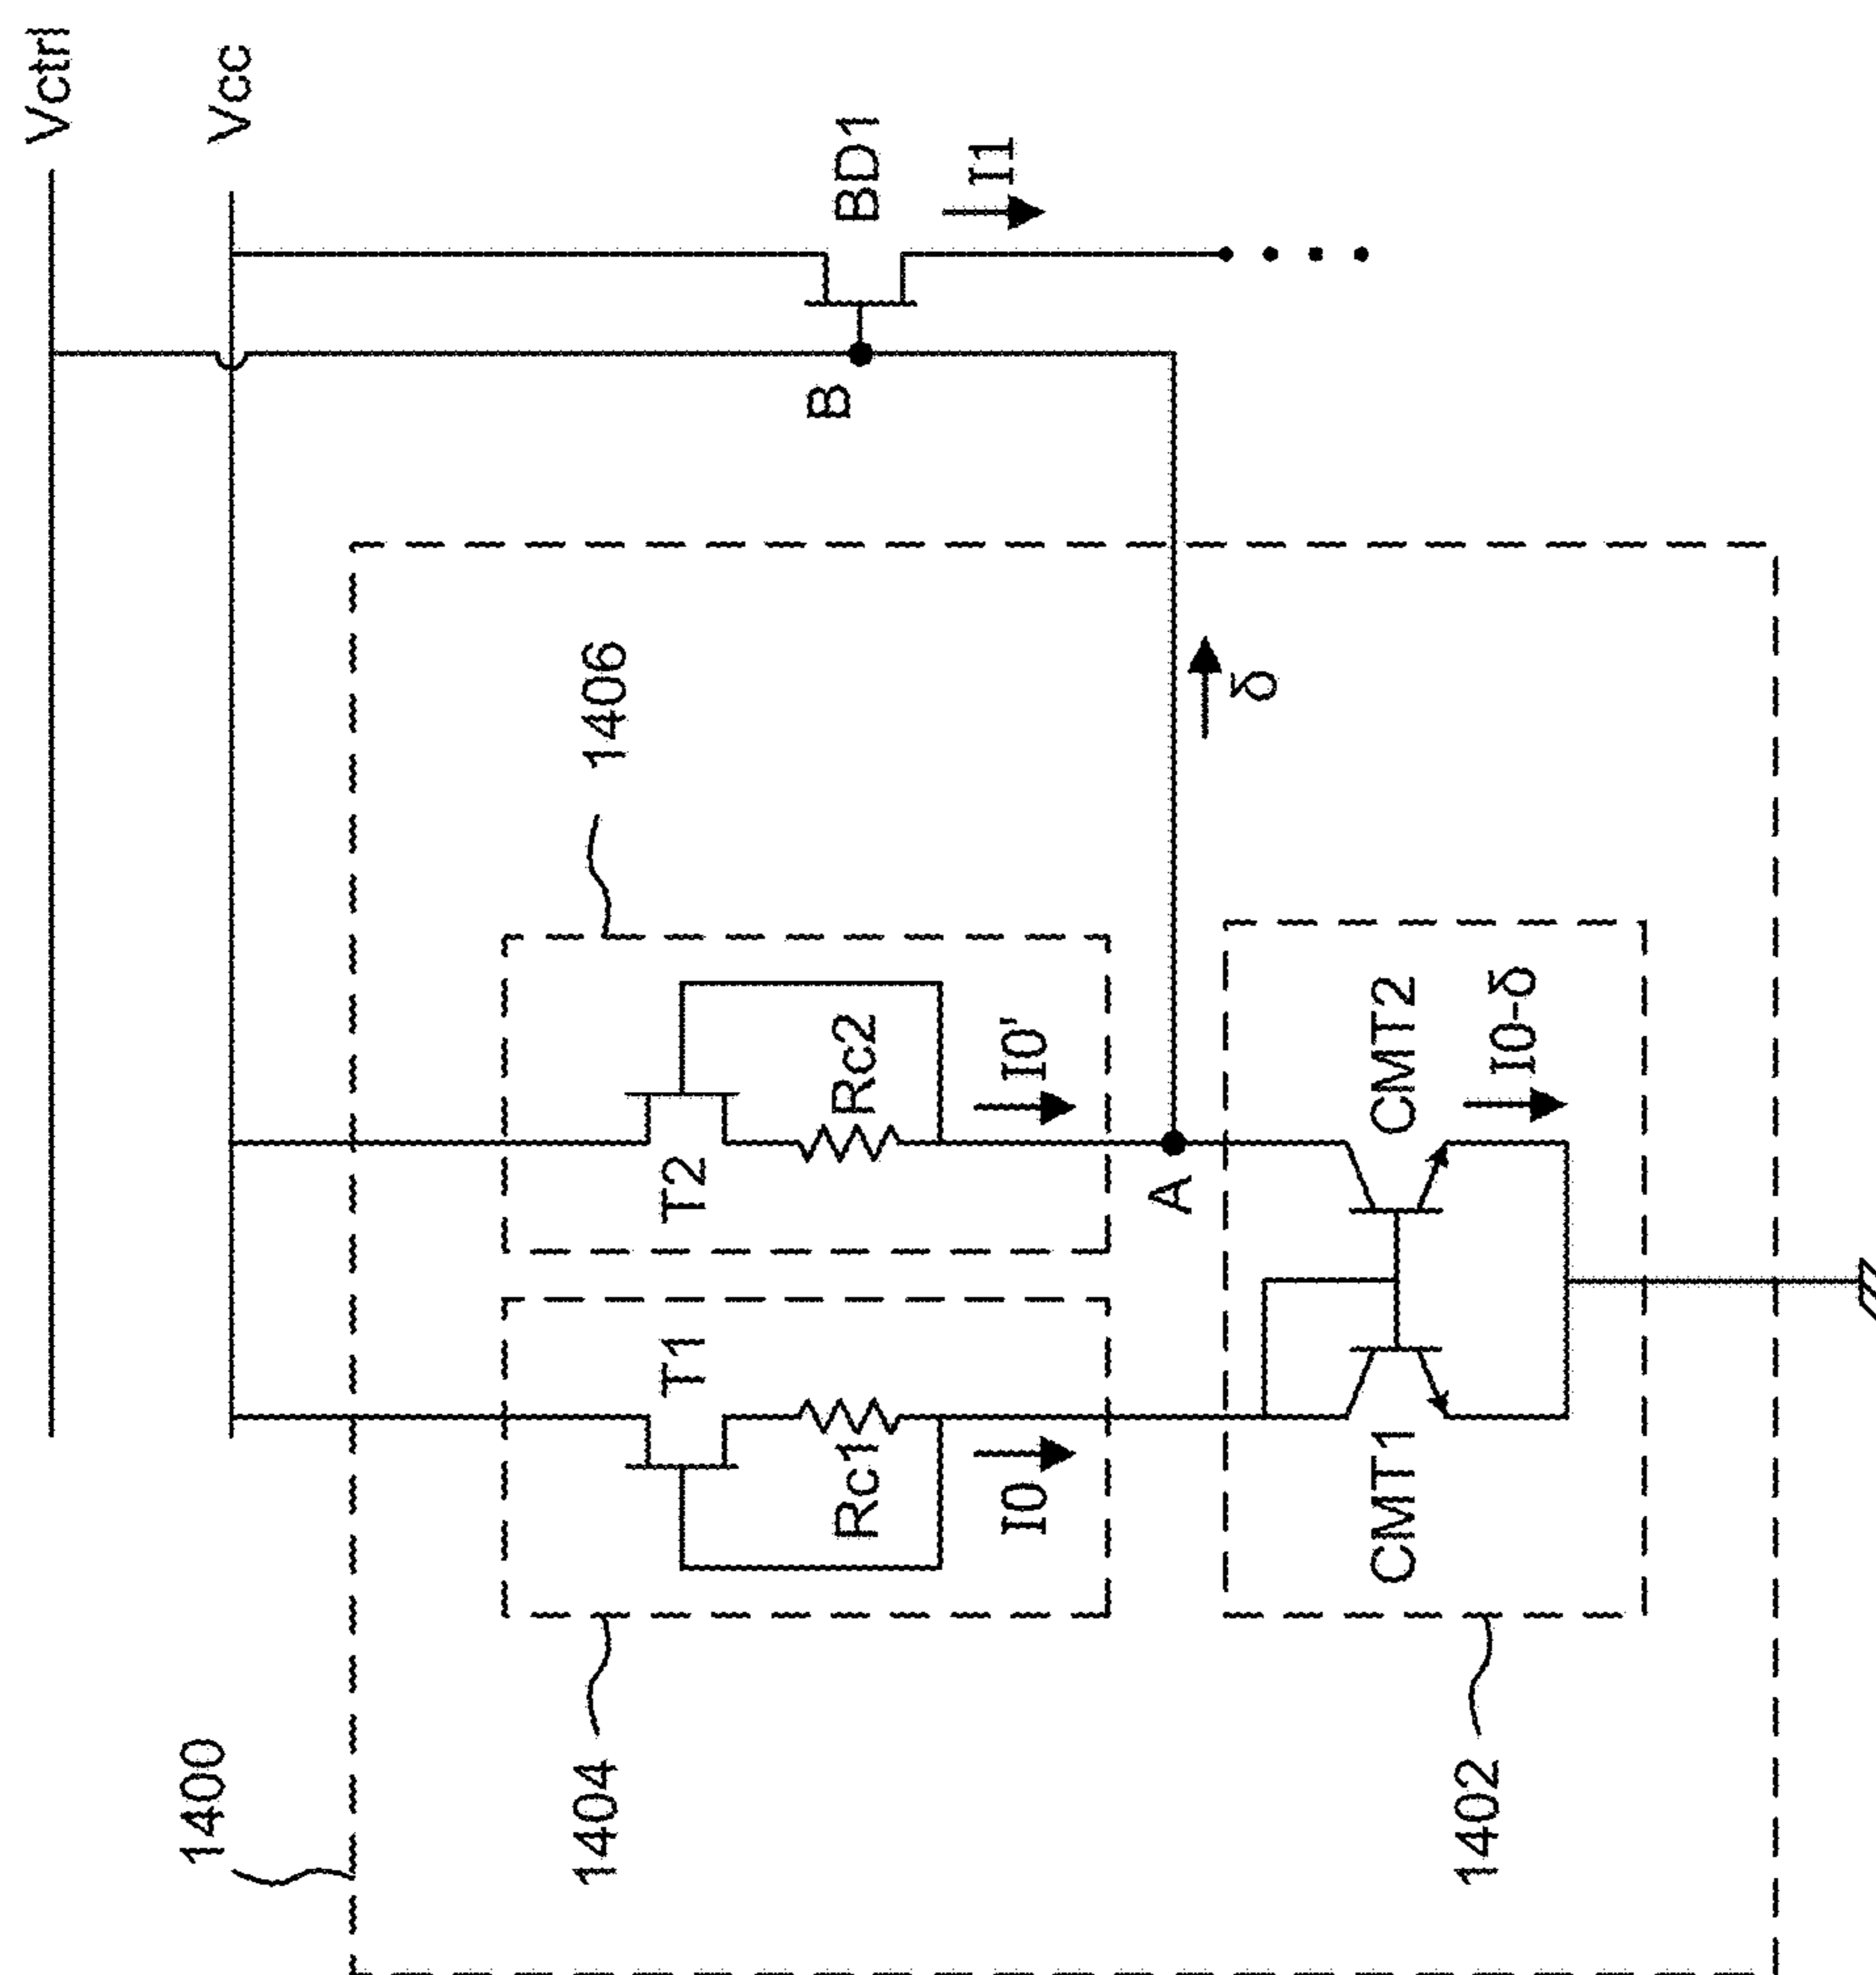 Vctrl
Vcc
1400
1404
1406
T1
T2
Rc1
Rc2
I0
I0'
A
B
BD1
I1
δ
CMT1
CMT2
I0-δ
1402